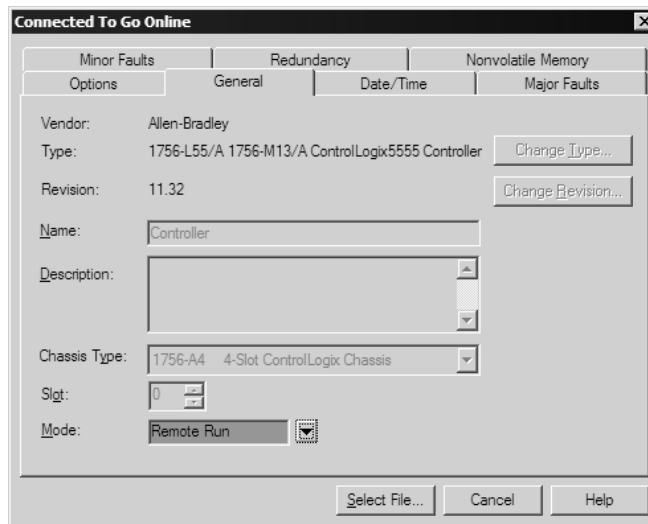 Connected To Go Online
Minor Faults Redundancy Nonvolatile Memory
Options General Date/Time Major Faults
Vendor: Allen-Bradley
Type: 1756-L55/A 1756-M13/A ControlLogix5555 Controller Change Type...
Revision: 11.32 Change Revision...
Name: Controller
Description:
Chassis Type: 1756-A4 4-Slot ControlLogix Chassis
Slot: 0
Mode: Remote Run
Select File... Cancel Help